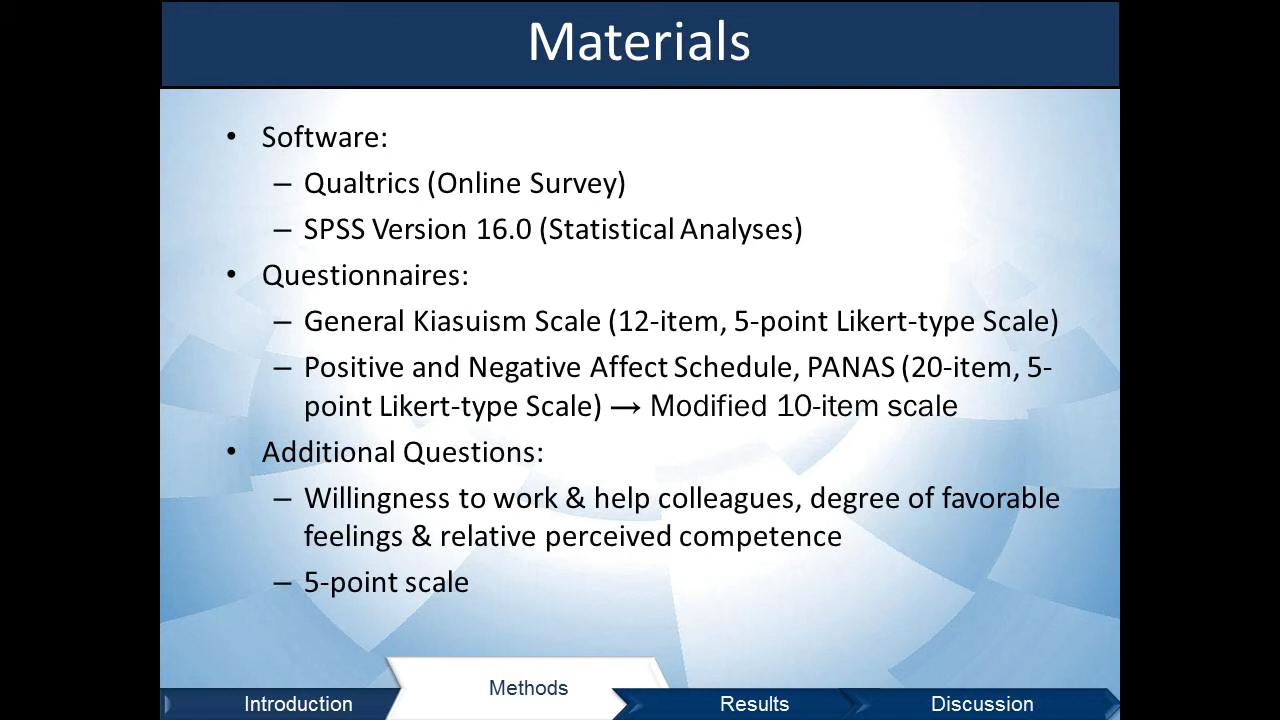 Materials
• Software:
– Qualtrics (Online Survey)
– SPSS Version 16.0 (Statistical Analyses)
• Questionnaires:
– General Kiasuism Scale (12-item, 5-point Likert-type Scale)
– Positive and Negative Affect Schedule, PANAS (20-item, 5-
point Likert-type Scale) → Modified 10-item scale
• Additional Questions:
– Willingness to work & help colleagues, degree of favorable
feelings & relative perceived competence
– 5-point scale
Introduction
Methods
Results
Discussion